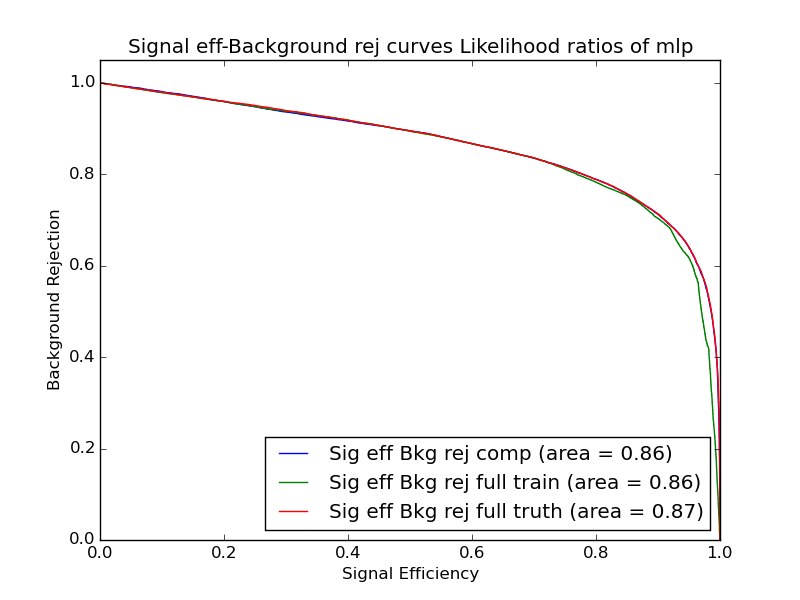 Signal eff-Background rej curves Likelihood ratios of mlp
1.0
0.8
0.6
0.4
0.2
0.0
Background Rejection
Sig eff Bkg rej comp (area = 0.86)
Sig eff Bkg rej full train (area = 0.86)
Sig eff Bkg rej full truth (area = 0.87)
0.0 0.2 0.4 0.6 0.8 1.0
Signal Efficiency